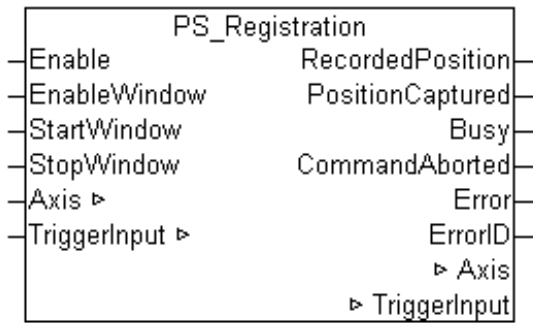 PS_Registration
Enable RecordedPosition
EnableWindow PositionCaptured
StartWindow Busy
StopWindow CommandAborted
Axis ▹ Error
TriggerInput ▹ ErrorID
▹ Axis
▹ TriggerInput